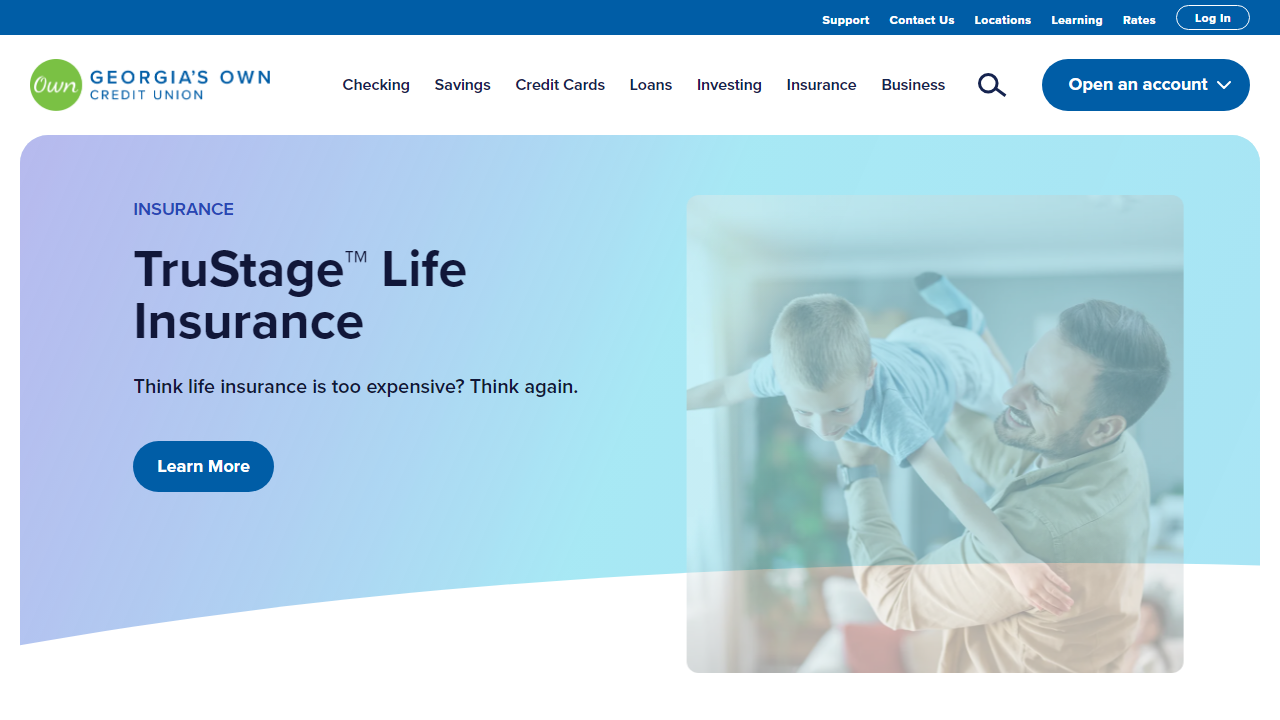 Support Contact Us Locations Learning Rates Log In
Own GEORGIA'S OWN
CREDIT UNION
Checking Savings Credit Cards Loans Investing Insurance Business Open an account
INSURANCE
TruStage™ Life
Insurance
Think life insurance is too expensive? Think again.
Learn More